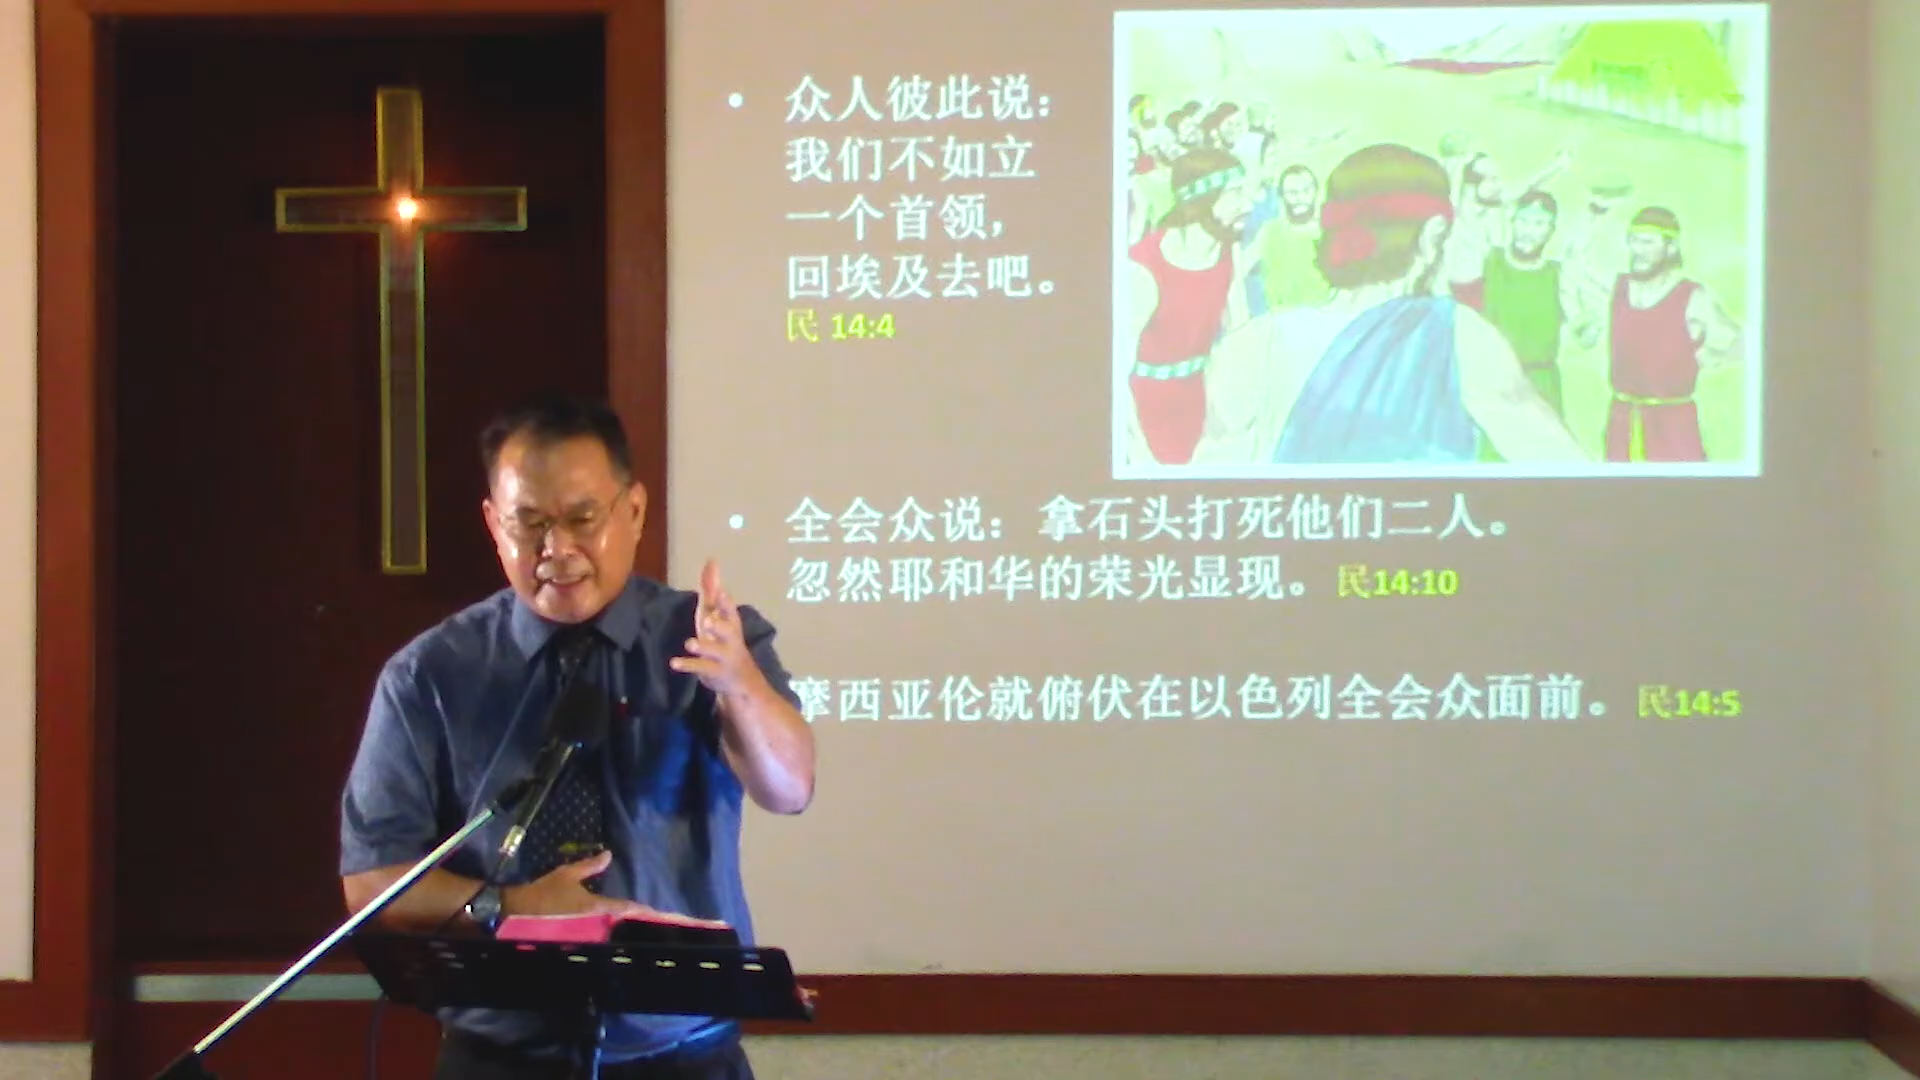 • 众人彼此说：
我们不如立
一个首领，
回埃及去吧。
民 14:4
• 全会众说：拿石头打死他们二人。
忽然耶和华的荣光显现。民14:10
摩西亚伦就俯伏在以色列全会众面前。民14:5